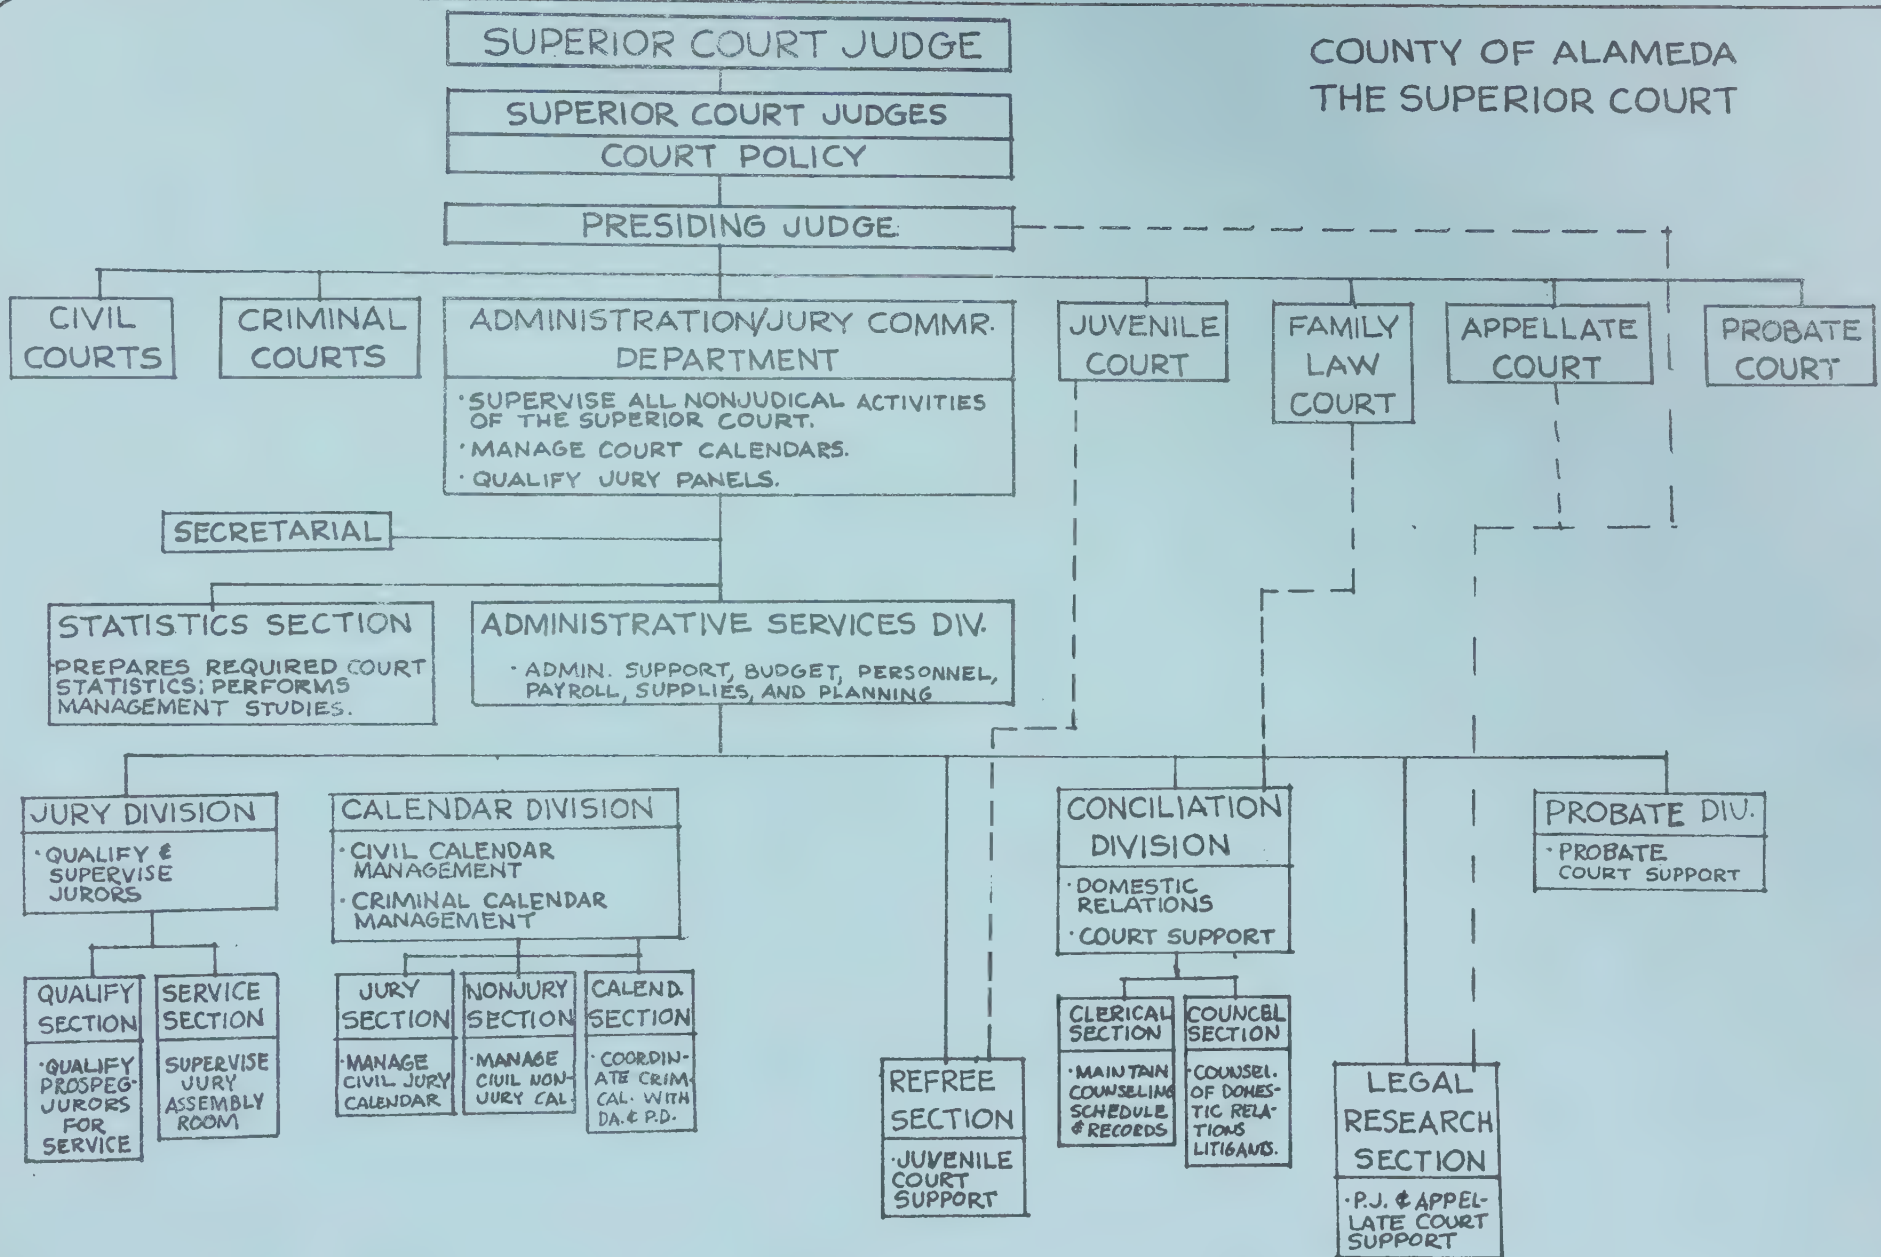 SUPERIOR COURT JUDGE
COUNTY OF ALAMEDA
THE SUPERIOR COURT
SUPERIOR COURT JUDGES
COURT POLICY
PRESIDING JUDGE
CIVIL
COURTS
CRIMINAL
COURTS
ADMINISTRATION/JURY COMMR.
DEPARTMENT
· SUPERVISE ALL NONJUDICAL ACTIVITIES
OF THE SUPERIOR COURT.
· MANAGE COURT CALENDARS.
· QUALIFY JURY PANELS.
JUVENILE
COURT
FAMILY
LAW
COURT
APPELLATE
COURT
PROBATE
COURT
SECRETARIAL
STATISTICS SECTION
· PREPARES REQUIRED COURT
STATISTICS; PERFORMS
MANAGEMENT STUDIES.
ADMINISTRATIVE SERVICES DIV.
· ADMIN. SUPPORT, BUDGET, PERSONNEL,
PAYROLL, SUPPLIES, AND PLANNING
JURY DIVISION
· QUALIFY &
SUPERVISE
JURORS
CALENDAR DIVISION
· CIVIL CALENDAR
MANAGEMENT
· CRIMINAL CALENDAR
MANAGEMENT
CONCILIATION
DIVISION
· DOMESTIC
RELATIONS
· COURT SUPPORT
PROBATE DIV.
· PROBATE
COURT SUPPORT
QUALIFY
SECTION
· QUALIFY
PROSPEG-
JURORS
FOR
SERVICE
SERVICE
SECTION
SUPERVISE
JURY
ASSEMBLY
ROOM
JURY
SECTION
· MANAGE
CIVIL JURY
CALENDAR
NONJURY
SECTION
· MANAGE
CIVIL NON-
JURY CAL.
CALEND.
SECTION
· COORDIN-
ATE CRIM.
CAL. WITH
DA. & P.D.
REFREE
SECTION
· JUVENILE
COURT
SUPPORT
CLERICAL
SECTION
· MAINTAIN
COUNSELING
SCHEDULE
& RECORDS
COUNCEL
SECTION
· COUNSEL.
OF DOMES-
TIC RELA-
TIONS
LITIGANTS.
LEGAL
RESEARCH
SECTION
· P.J. & APPEL-
LATE COURT
SUPPORT